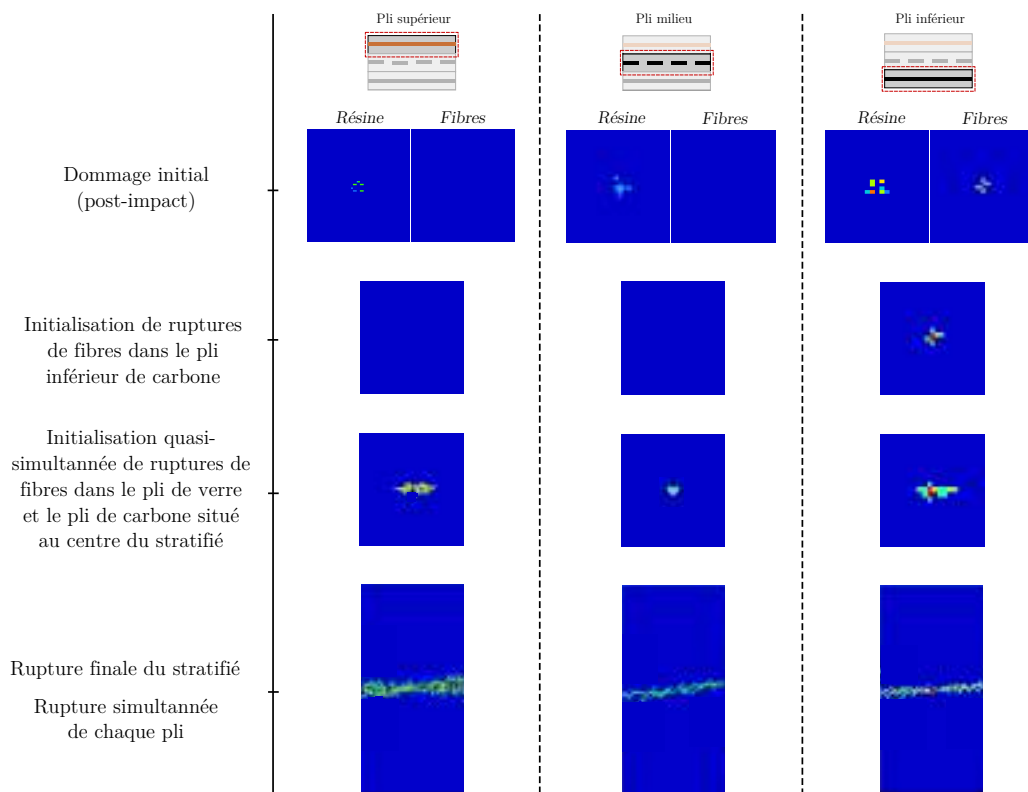 Pli supérieur
Pli milieu
Pli inférieur
Résine
Fibres
Résine
Fibres
Résine
Fibres
Dommage initial
(post-impact)
Initialisation de ruptures
de fibres dans le pli
inférieur de carbone
Initialisation quasi-
simultannée de ruptures de
fibres dans le pli de verre
et le pli de carbone situé
au centre du stratifié
Rupture finale du stratifié
Rupture simultannée
de chaque pli